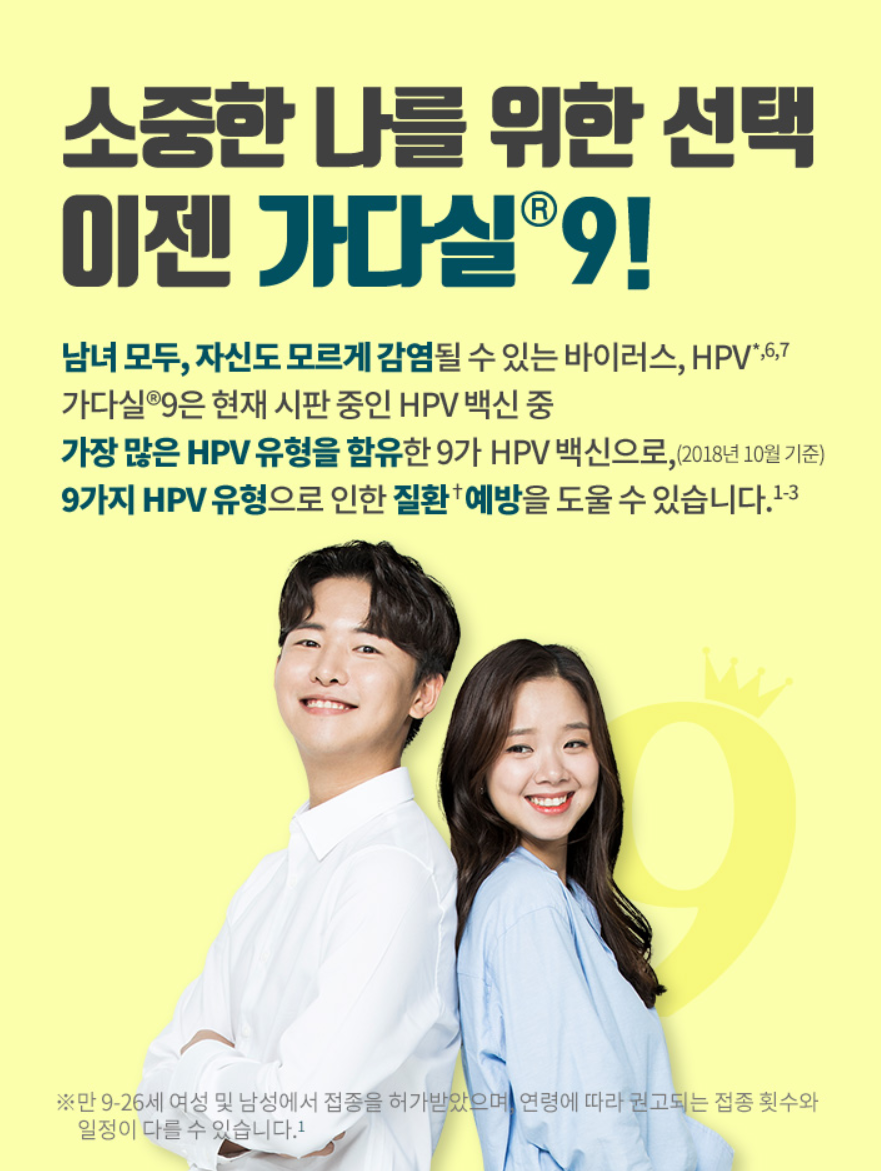 소중한 나를 위한 선택
이젠 가다실®9!
남녀 모두, 자신도 모르게 감염될 수 있는 바이러스, HPV*,6,7
가다실®9은 현재 시판 중인 HPV 백신 중
가장 많은 HPV 유형을 함유한 9가 HPV 백신으로,(2018년 10월 기준)
9가지 HPV 유형으로 인한 질환†예방을 도울 수 있습니다.1-3
9
※만 9-26세 여성 및 남성에서 접종을 허가받았으며, 연령에 따라 권고되는 접종 횟수와
일정이 다를 수 있습니다.1